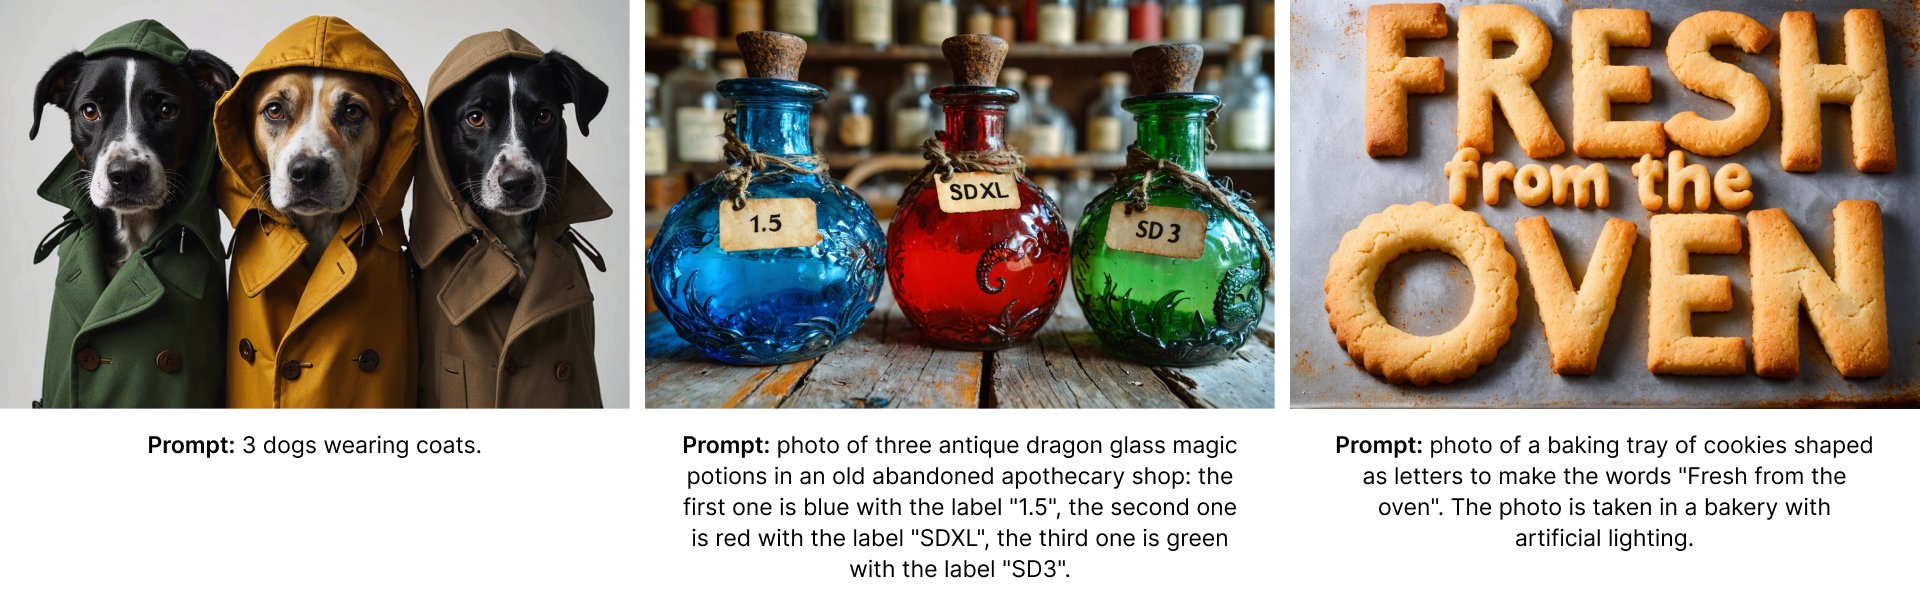 1.5
SDXL
SD 3
FRESH
from the
OVEN
Prompt: 3 dogs wearing coats.
Prompt: photo of three antique dragon glass magic
potions in an old abandoned apothecary shop: the
first one is blue with the label "1.5", the second one
is red with the label "SDXL", the third one is green
with the label "SD3".
Prompt: photo of a baking tray of cookies shaped
as letters to make the words "Fresh from the
oven". The photo is taken in a bakery with
artificial lighting.